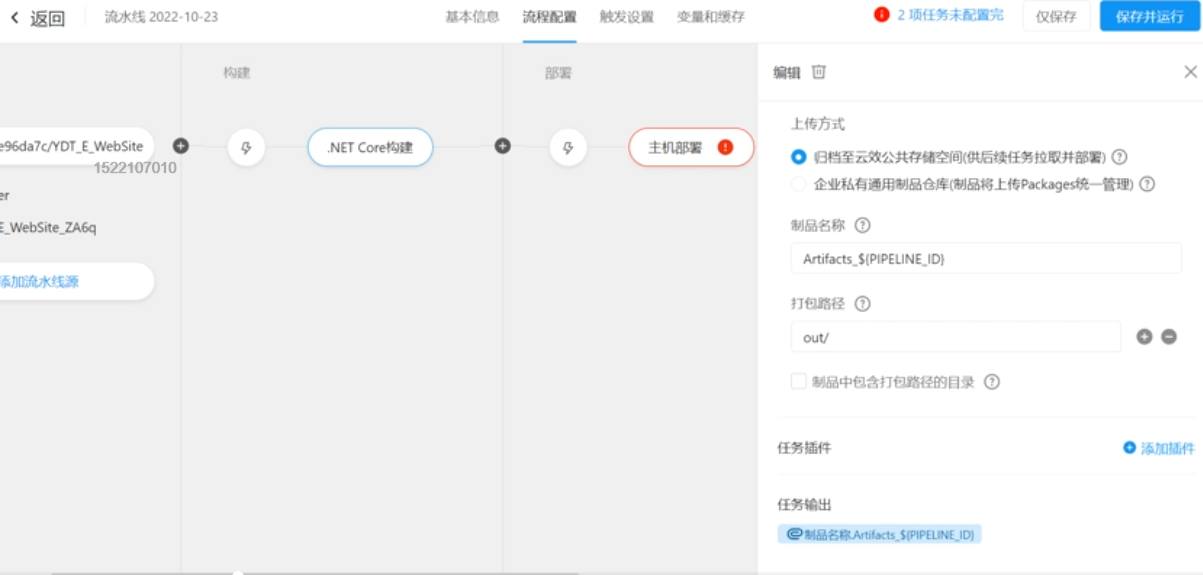 返回
流水线 2022-10-23
基本信息
流程配置
触发设置
变量和缓存
2 项任务未配置完
仅保存
保存并运行
构建
部署
编辑
e96da7c/YDT_E_WebSite
1522107010
.NET Core构建
主机部署
er
E_WebSite_ZA6q
添加流水线源
上传方式
归档至云效公共存储空间(供后续任务拉取并部署)
企业私有通用制品仓库(制品将上传Packages统一管理)
制品名称
Artifacts_${PIPELINE_ID}
打包路径
out/
制品中包含打包路径的目录
任务插件
添加插件
任务输出
制品名称.Artifacts_${PIPELINE_ID}